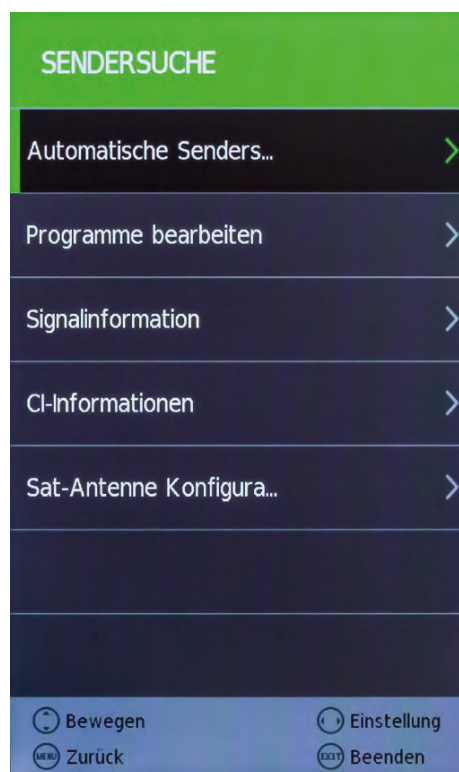 SENDERSUCHE
Automatische Senders...
Programme bearbeiten
Signalinformation
CI-Informationen
Sat-Antenne Konfigura...
Bewegen Einstellung
MENU Zurück EXIT Beenden